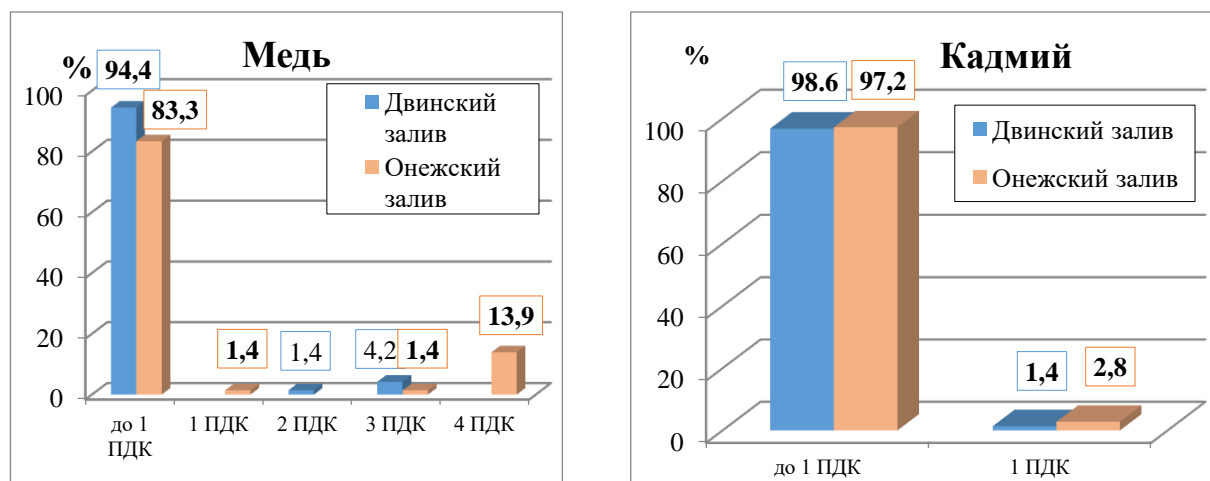 Медь
%
94,4
83,3
Двинский
залив
Онежский
залив
100
80
60
40
20
0
1,4
1,4
4,2
1,4
13,9
до 1
ПДК
1 ПДК
2 ПДК
3 ПДК
4 ПДК
Кадмий
%
98.6
97,2
Двинский залив
Онежский залив
100
80
60
40
20
0
1,4
2,8
до 1 ПДК
1 ПДК